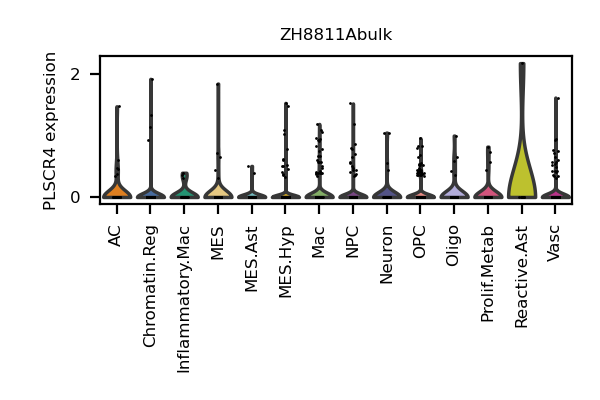 ZH8811Abulk
PLSCR4 expression
2
0
AC
Chromatin.Reg
Inflammatory.Mac
MES
MES.Ast
MES.Hyp
Mac
NPC
Neuron
OPC
Oligo
Prolif.Metab
Reactive.Ast
Vasc